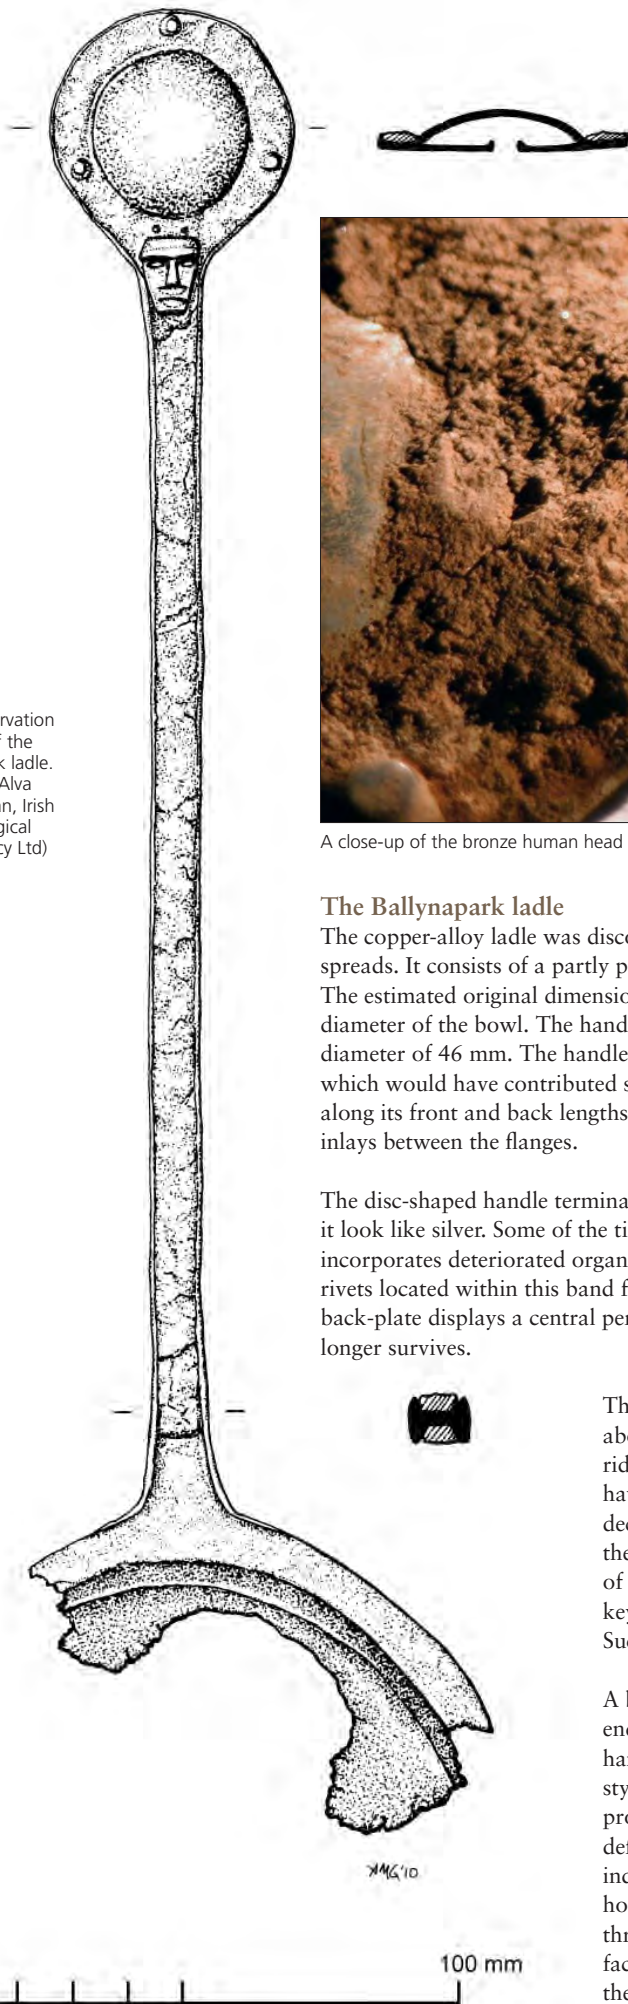 rvation
f the
k ladle.
Alva
n, Irish
gical
cy Ltd)
A close-up of the bronze human head
The Ballynapark ladle
The copper-alloy ladle was disco
spreads. It consists of a partly p
The estimated original dimensio
diameter of the bowl. The hand
diameter of 46 mm. The handle
which would have contributed s
along its front and back lengths
inlays between the flanges.
The disc-shaped handle termina
it look like silver. Some of the ti
incorporates deteriorated organ
rivets located within this band f
back-plate displays a central per
longer survives.
Th
abo
rid
hav
dec
the
of
key
Suc
A b
end
han
sty
pro
def
inc
ho
thr
fac
the
AMG'10
100 mm